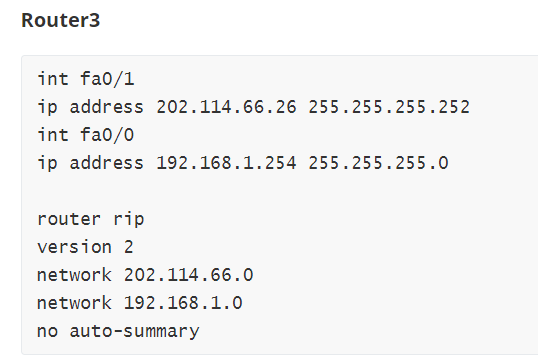 Router3
int fa0/1
ip address 202.114.66.26 255.255.255.252
int fa0/0
ip address 192.168.1.254 255.255.255.0
router rip
version 2
network 202.114.66.0
network 192.168.1.0
no auto-summary